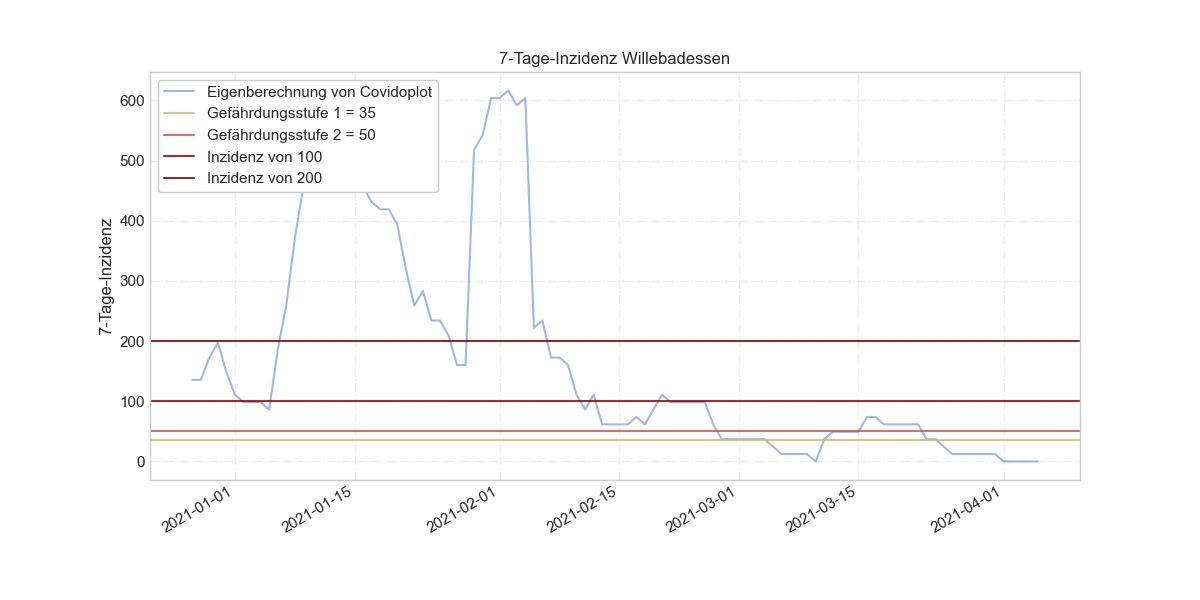 7-Tage-Inzidenz Willebadessen
Eigenberechnung von Covidoplot
Gefährdungsstufe 1 = 35
Gefährdungsstufe 2 = 50
Inzidenz von 100
Inzidenz von 200
7-Tage-Inzidenz
600
500
400
300
200
100
0
2021-01-01
2021-01-15
2021-02-01
2021-02-15
2021-03-01
2021-03-15
2021-04-01